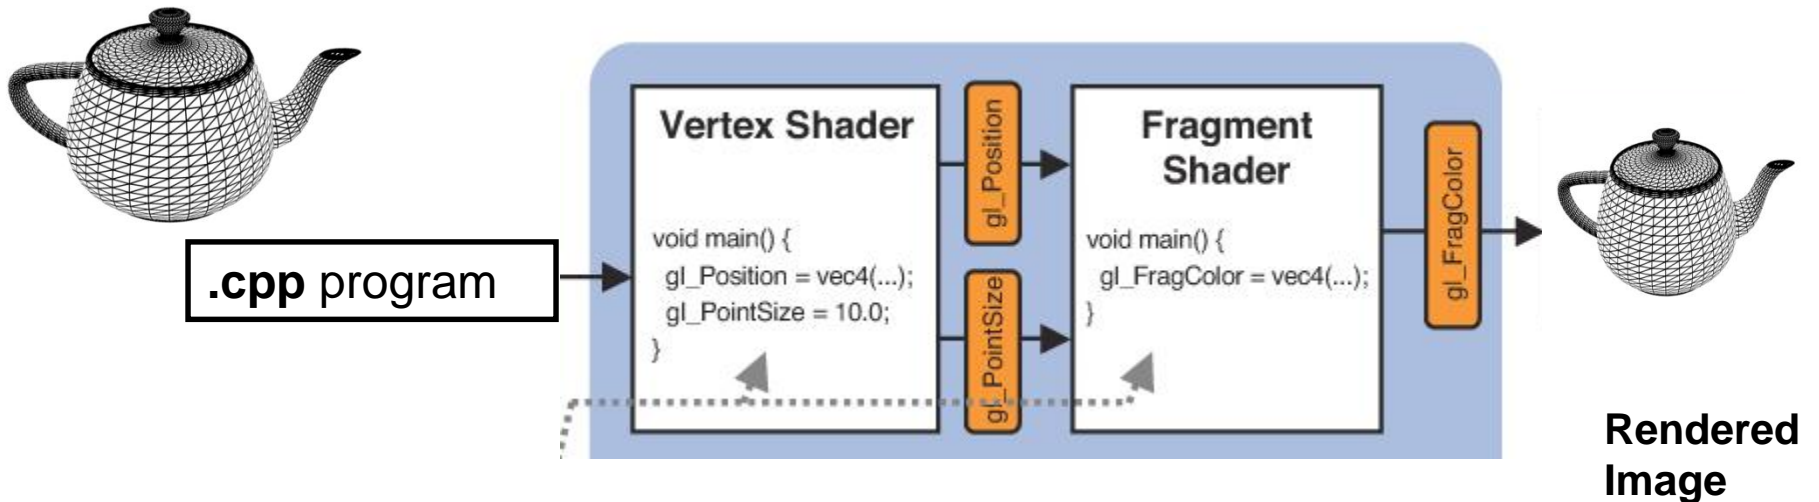 .cpp program
Vertex Shader
void main() {
gl_Position = vec4(...);
gl_PointSize = 10.0;
}
gl_Position
gl_PointSize
Fragment
Shader
void main() {
gl_FragColor = vec4(...);
}
gl_FragColor
Rendered
Image